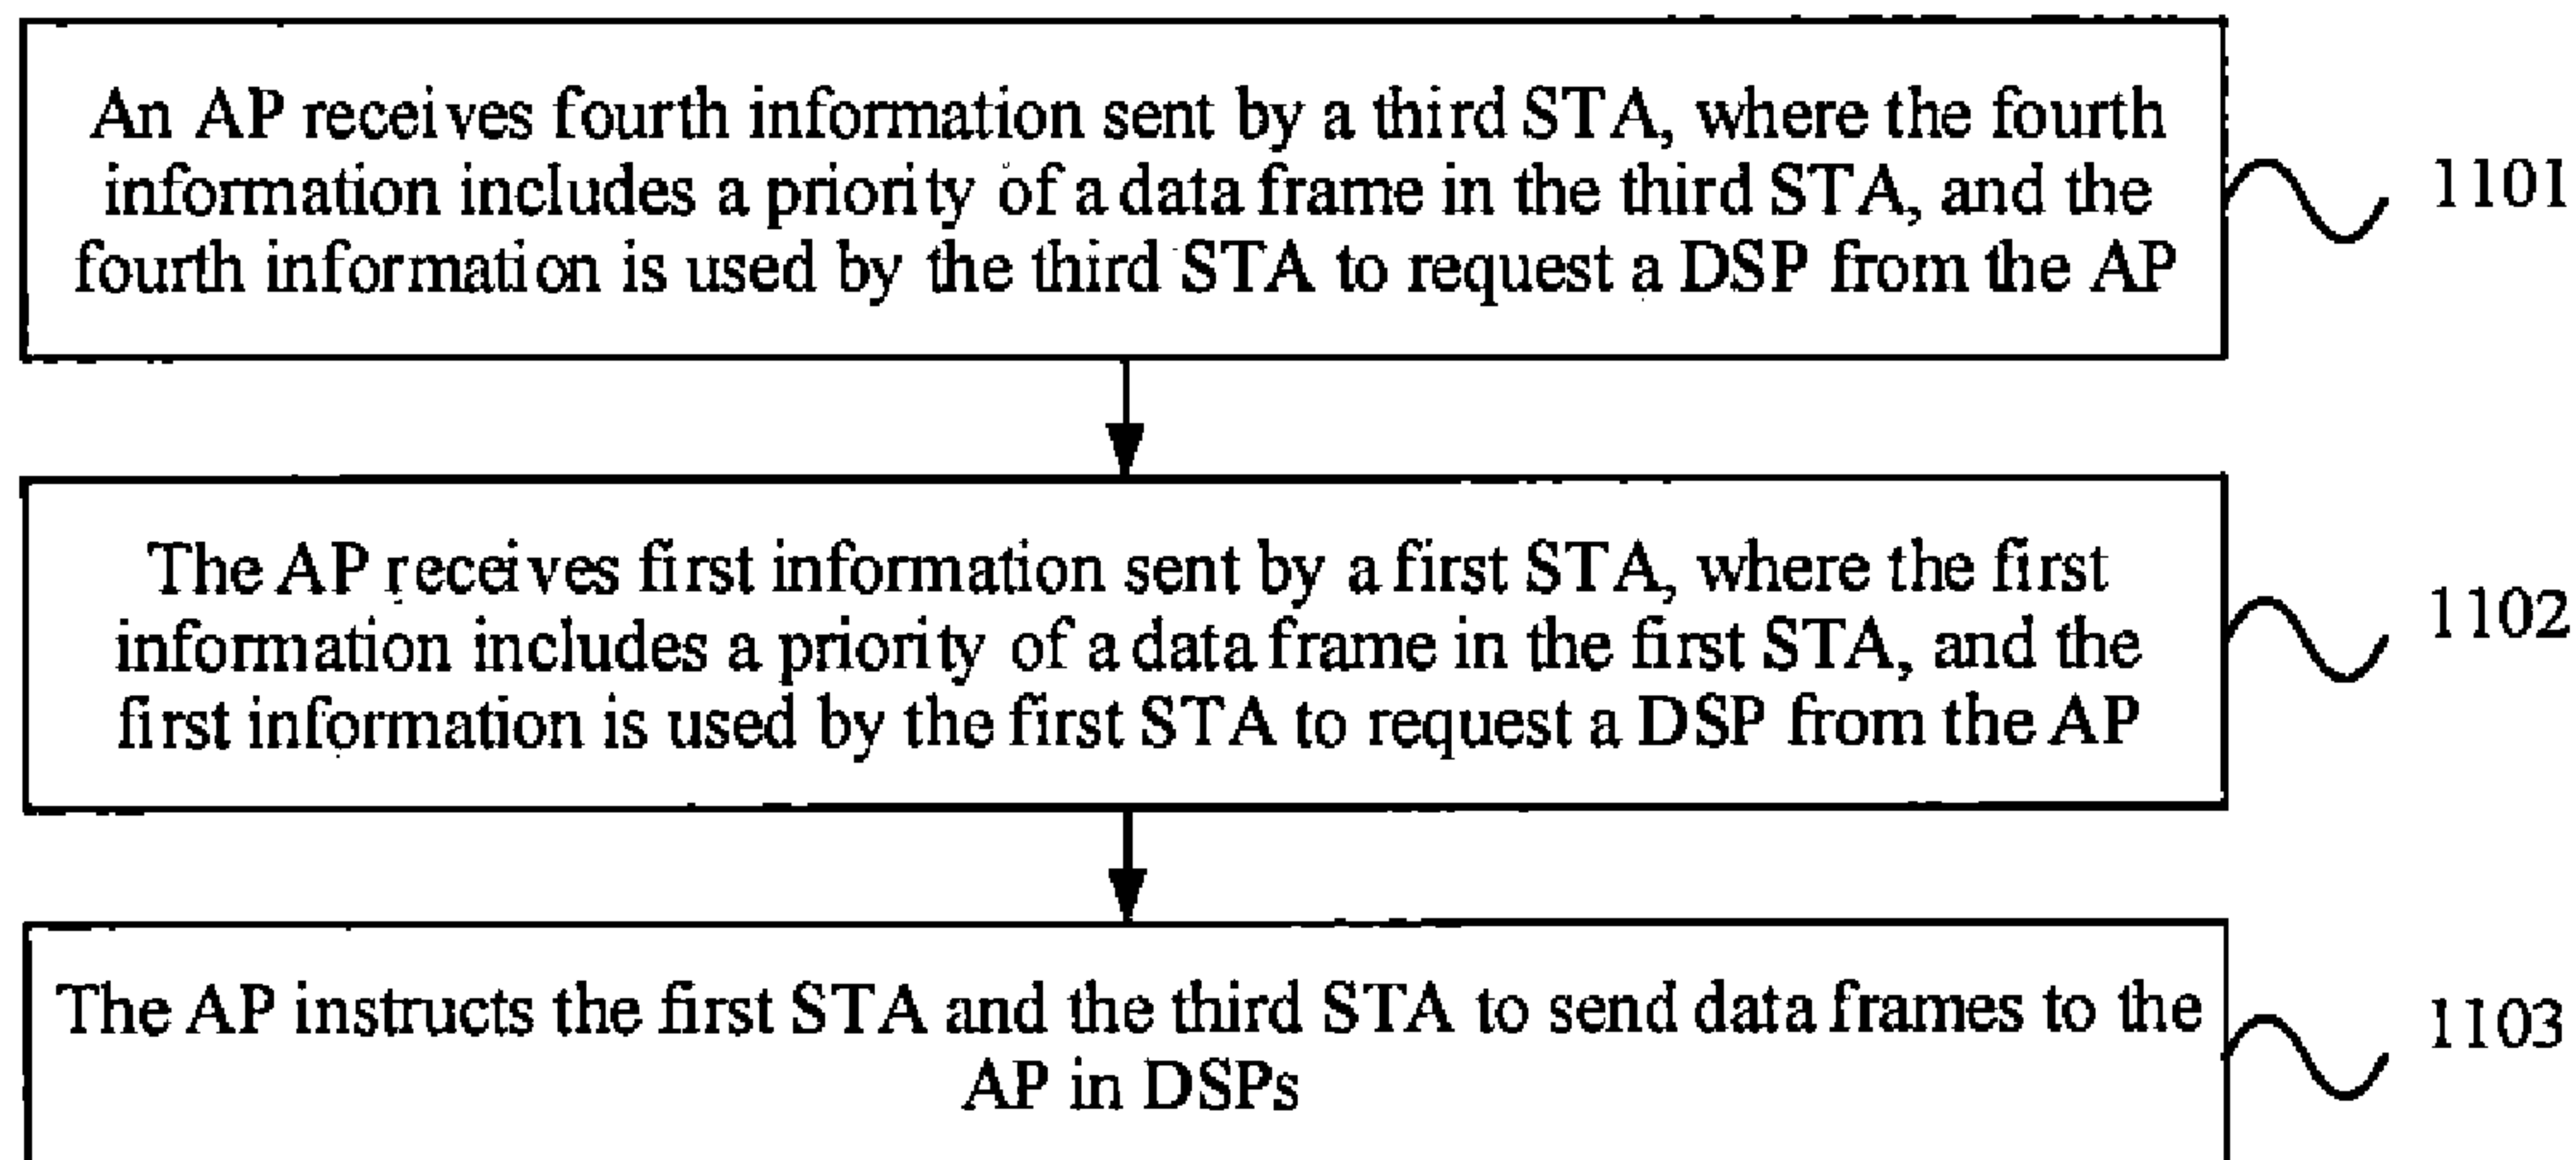 An AP receives fourth information sent by a third STA, where the fourth
information includes a priority of a data frame in the third STA, and the
fourth information is used by the third STA to request a DSP from the AP
1101
The AP receives first information sent by a first STA, where the first
information includes a priority of a data frame in the first STA, and the
first information is used by the first STA to request a DSP from the AP
1102
The AP instructs the first STA and the third STA to send data frames to the
AP in DSPs
1103